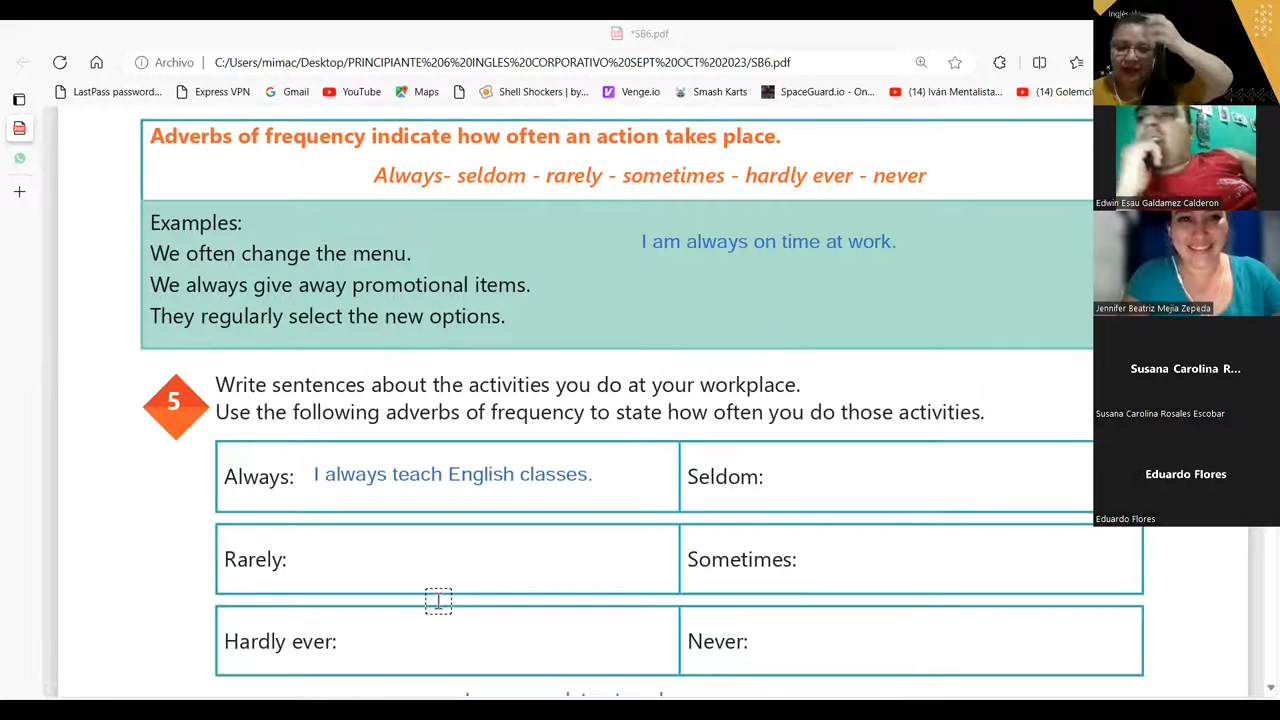 *SB6.pdf
Archivo C:/Users/mimac/Desktop/PRINCIPIANTE%206%20INGLES%20CORPORATIVO%20SEPT%20OCT%202023/SB6.pdf
LastPass password... Express VPN Gmail YouTube Maps Shell Shockers | by... Venge.io Smash Karts SpaceGuard.io - On... (14) Iván Mentalista... (14) Golemcit
Adverbs of frequency indicate how often an action takes place.
Always- seldom - rarely - sometimes - hardly ever - never
Examples:
I am always on time at work.
We often change the menu.
We always give away promotional items.
They regularly select the new options.
5
Write sentences about the activities you do at your workplace.
Use the following adverbs of frequency to state how often you do those activities.
Always: I always teach English classes.
Seldom:
Rarely:
Sometimes:
Hardly ever:
Never:
Edwin Esau Galdamez Calderon
Jennifer Beatriz Mejia Zepeda
Susana Carolina R...
Susana Carolina Rosales Escobar
Eduardo Flores
Eduardo Flores